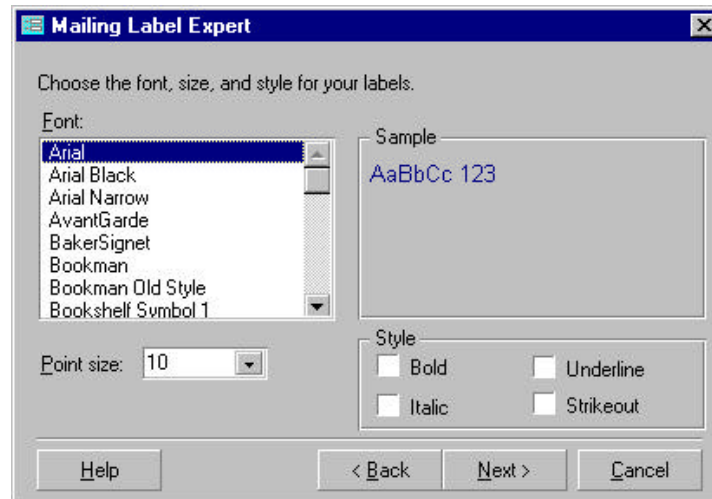 Mailing Label Expert
Choose the font, size, and style for your labels.
Font:
Arial
Arial Black
Arial Narrow
AvantGarde
BakerSignet
Bookman
Bookman Old Style
Bookshelf Symbol 1
Sample
AaBbCc 123
Point size: 10
Style
Bold Underline
Italic Strikeout
Help < Back Next > Cancel